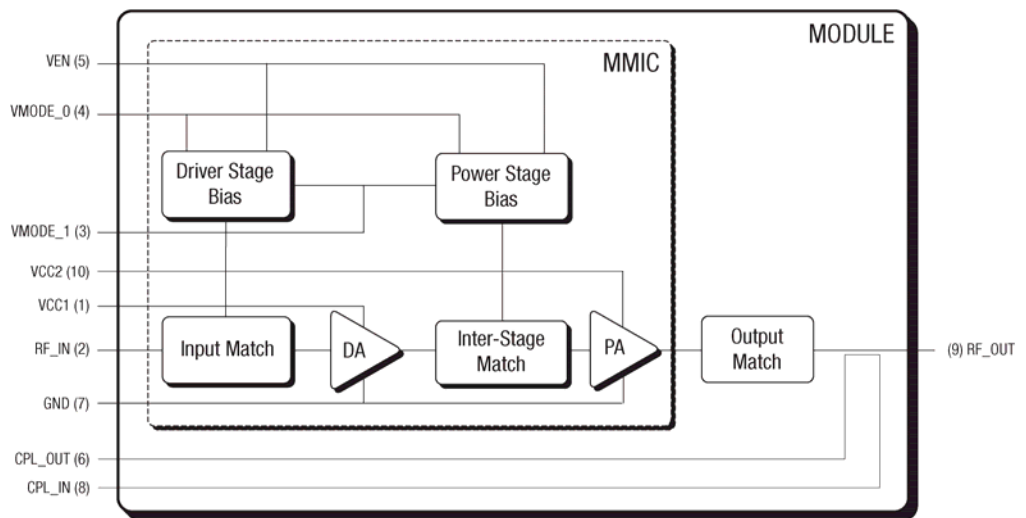 MODULE
MMIC
VEN (5)
VMODE_0 (4)
Driver Stage
Bias
Power Stage
Bias
VMODE_1 (3)
VCC2 (10)
VCC1 (1)
RF_IN (2)
Input Match
DA
Inter-Stage
Match
PA
Output
Match
(9) RF_OUT
GND (7)
CPL_OUT (6)
CPL_IN (8)